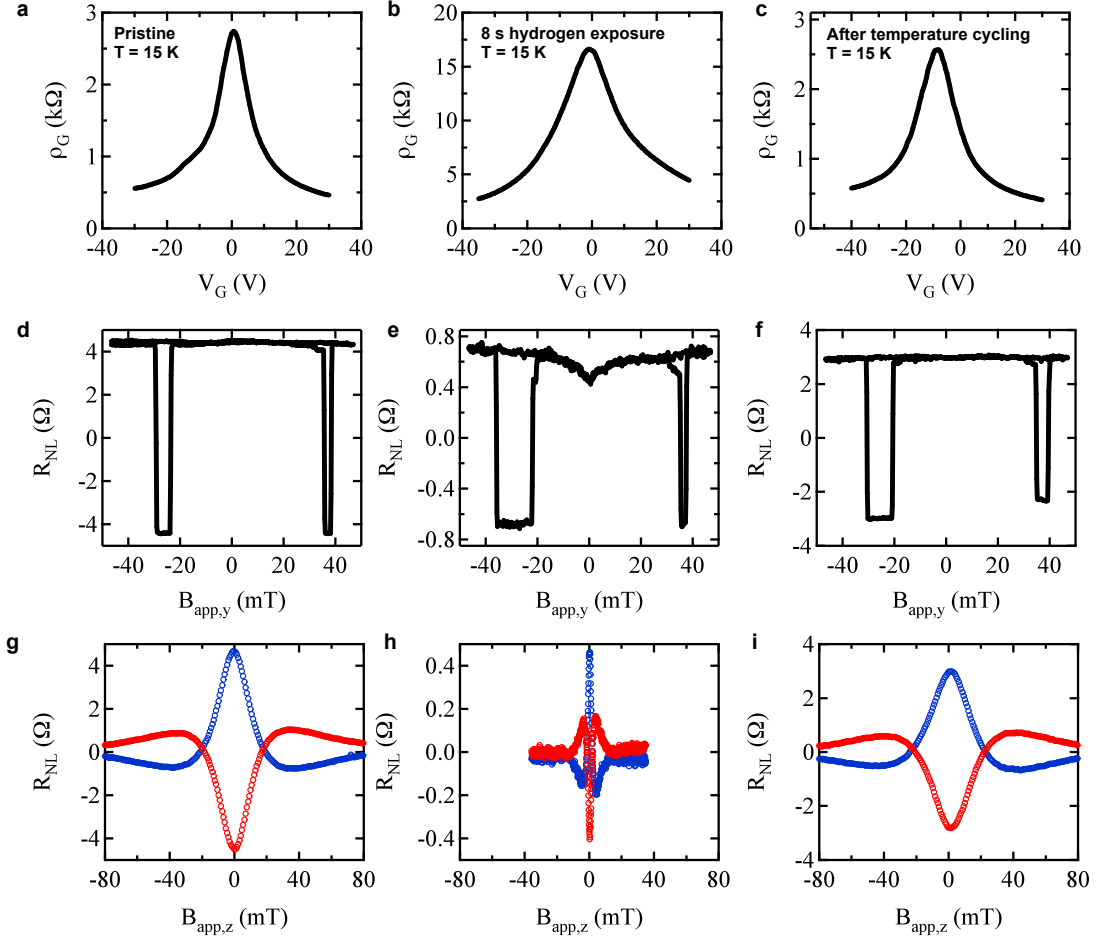 a
Pristine
T = 15 K
3
2
1
0
ρG (kΩ)
-40 -20 0 20 40
VG (V)
b
8 s hydrogen exposure
T = 15 K
20
15
10
5
0
ρG (kΩ)
-40 -20 0 20 40
VG (V)
c
After temperature cycling
T = 15 K
3
2
1
0
ρG (kΩ)
-40 -20 0 20 40
VG (V)
d
4
2
0
-2
-4
RNL (Ω)
-40 -20 0 20 40
Bapp,y (mT)
e
0.8
0.4
0.0
-0.4
-0.8
RNL (Ω)
-40 -20 0 20 40
Bapp,y (mT)
f
4
2
0
-2
-4
RNL (Ω)
-40 -20 0 20 40
Bapp,y (mT)
g
4
2
0
-2
-4
RNL (Ω)
-80 -40 0 40 80
Bapp,z (mT)
h
0.4
0.2
0.0
-0.2
-0.4
RNL (Ω)
-80 -40 0 40 80
Bapp,z (mT)
i
4
2
0
-2
-4
RNL (Ω)
-80 -40 0 40 80
Bapp,z (mT)